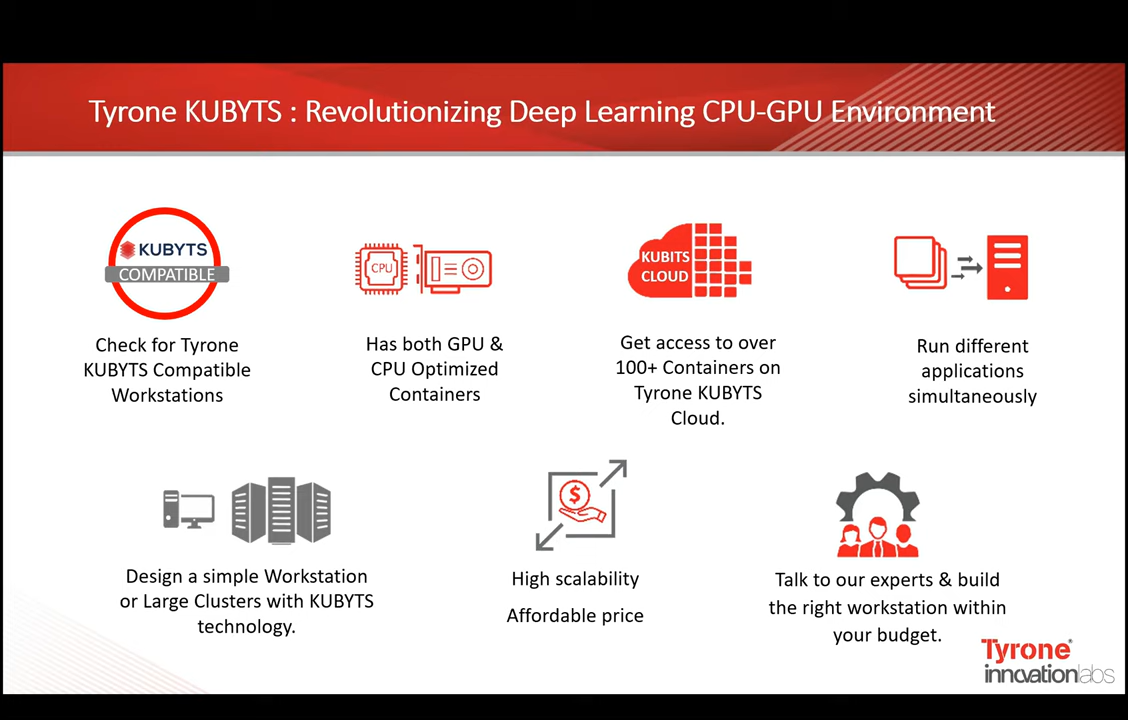 Tyrone KUBYTS : Revolutionizing Deep Learning CPU-GPU Environment
KUBYTS
COMPATIBLE
Check for Tyrone
KUBYTS Compatible
Workstations
CPU
Has both GPU &
CPU Optimized
Containers
KUBITS
CLOUD
Get access to over
100+ Containers on
Tyrone KUBYTS
Cloud.
Run different
applications
simultaneously
Design a simple Workstation
or Large Clusters with KUBYTS
technology.
$
High scalability
Affordable price
Talk to our experts & build
the right workstation within
your budget.
Tyrone®
innovationlabs